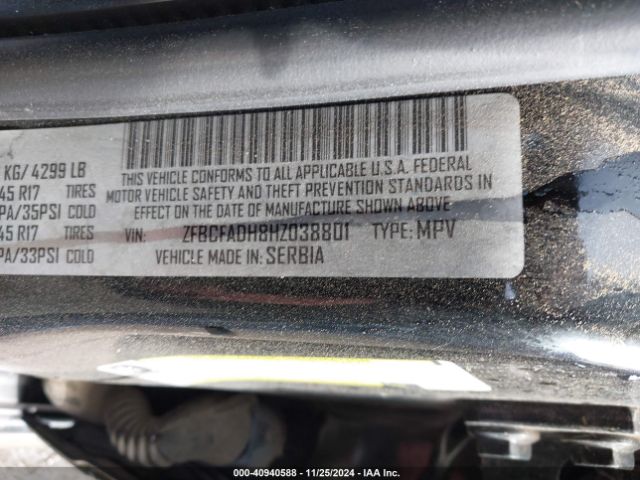 KG/ 4299 LB
45 R17 TIRES
PA/35PSI COLD
45 R17 TIRES
PA/33PSI COLD
THIS VEHICLE CONFORMS TO ALL APPLICABLE U.S.A. FEDERAL
MOTOR VEHICLE SAFETY AND THEFT PREVENTION STANDARDS IN
EFFECT ON THE DATE OF MANUFACTURE SHOWN ABOVE.
VIN: ZFBCFADH8HZ038801 TYPE: MPV
VEHICLE MADE IN: SERBIA
000-40940588 - 11/25/2024 - IAA Inc.